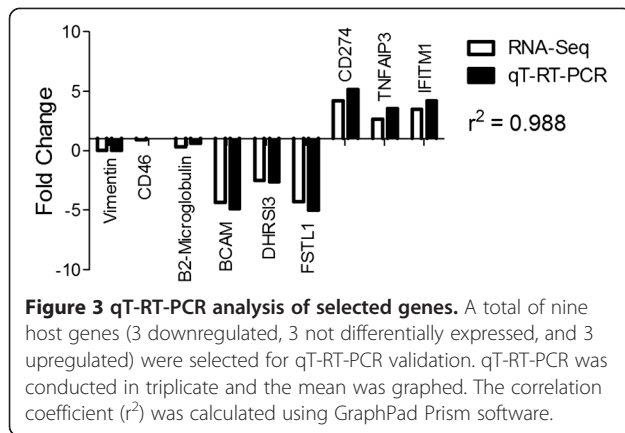 10
5
0
-5
-10
Fold Change
Vimentin
CD46
B2-Microglobulin
BCAM
DHRSI3
FSTL1
CD274
TNFAIP3
IFITM1
RNA-Seq
qT-RT-PCR
r² = 0.988
Figure 3 qT-RT-PCR analysis of selected genes. A total of nine
host genes (3 downregulated, 3 not differentially expressed, and 3
upregulated) were selected for qT-RT-PCR validation. qT-RT-PCR was
conducted in triplicate and the mean was graphed. The correlation
coefficient (r²) was calculated using GraphPad Prism software.